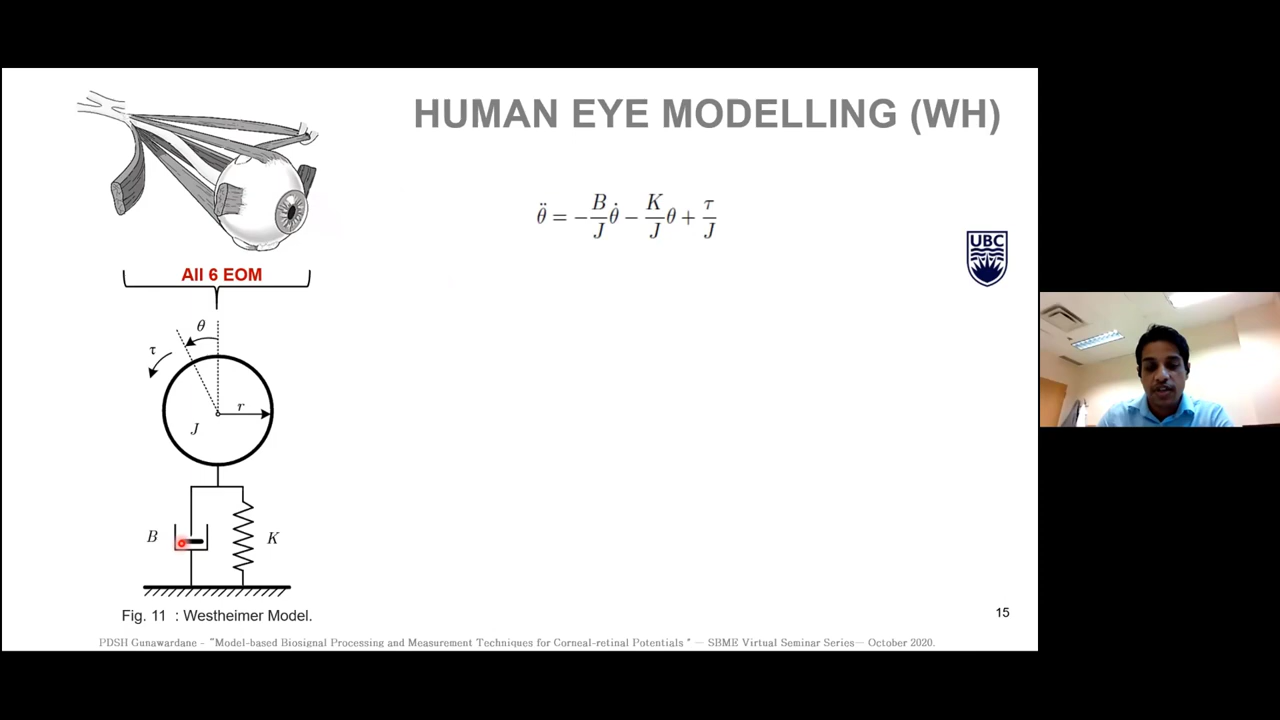 HUMAN EYE MODELLING (WH)
θ̈ = −B/J θ̇ − K/J θ + τ/J
UBC
All 6 EOM
θ
τ
r
J
B
K
Fig. 11 : Westheimer Model.
15
PDSH Gunawardane - "Model-based Biosignal Processing and Measurement Techniques for Corneal-retinal Potentials " — SBME Virtual Seminar Series— October 2020.